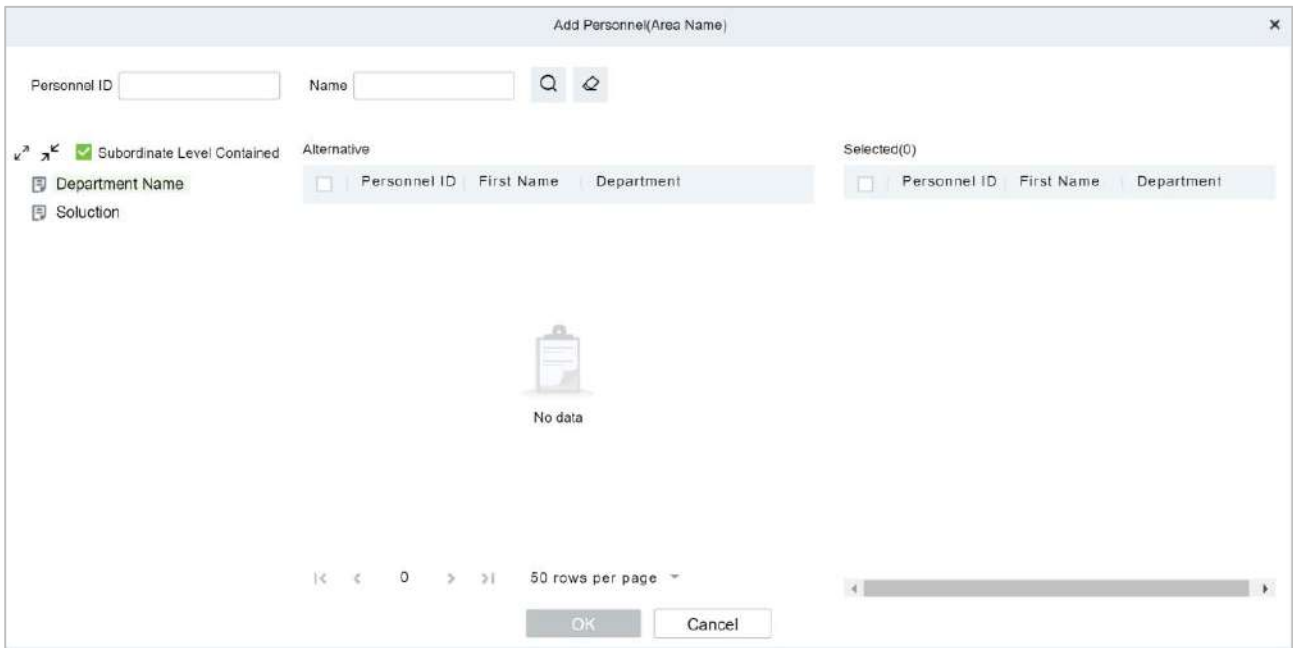 Add Personnel(Area Name)
Personnel ID
Name
Subordinate Level Contained
Department Name
Soluction
Alternative
Personnel ID First Name Department
No data
0
50 rows per page
Selected(0)
Personnel ID First Name Department
OK
Cancel